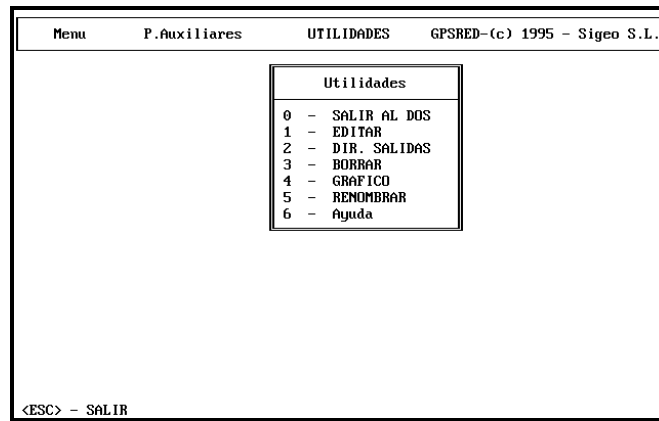 Menu P.Auxiliares UTILIDADES GPSRED-(c) 1995 - Sigeo S.L.
Utilidades
0 - SALIR AL DOS
1 - EDITAR
2 - DIR. SALIDAS
3 - BORRAR
4 - GRAFICO
5 - RENOMBRAR
6 - Ayuda
<ESC> - SALIR